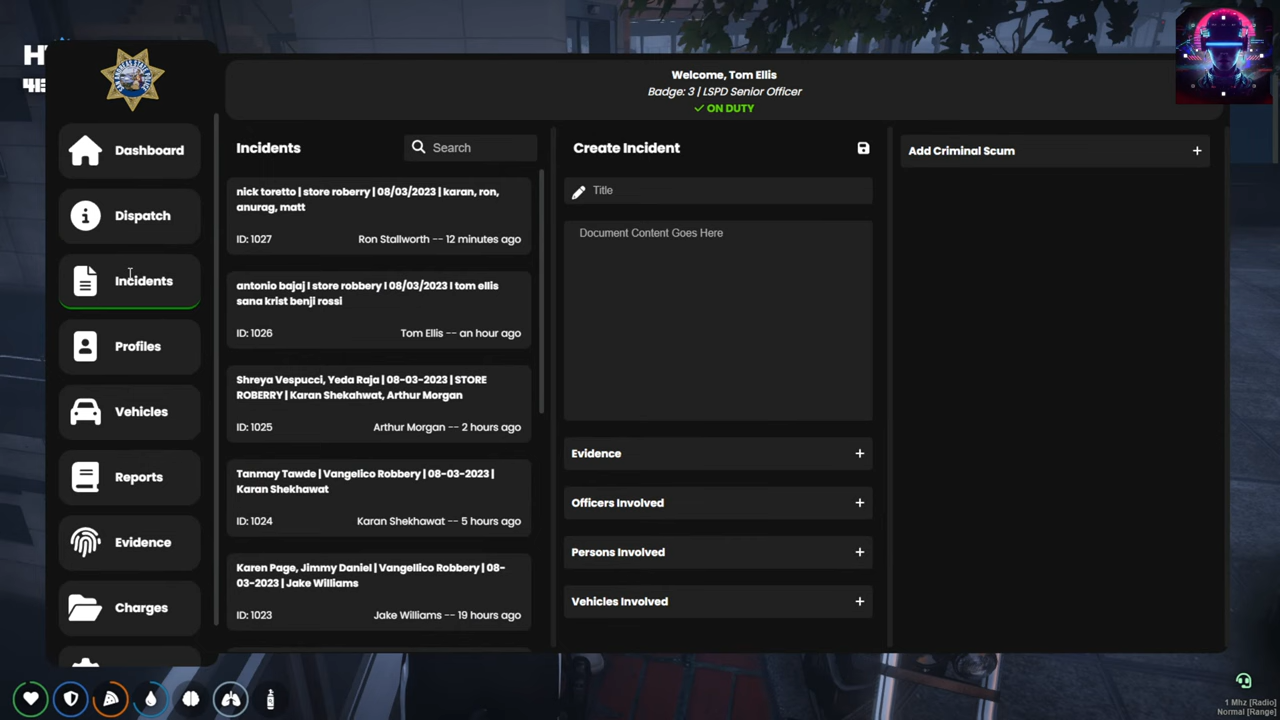 Welcome, Tom Ellis
Badge: 3 | LSPD Senior Officer
ON DUTY
Dashboard
Dispatch
Incidents
Profiles
Vehicles
Reports
Evidence
Charges
Incidents
Search
nick toretto | store roberry | 08/03/2023 | karan, ron,
anurag, matt
ID: 1027 Ron Stallworth -- 12 minutes ago
antonio bajaj I store robbery I 08/03/2023 I tom ellis
sana krist benji rossi
ID: 1026 Tom Ellis -- an hour ago
Shreya Vespucci, Yeda Raja | 08-03-2023 | STORE
ROBERRY | Karan Shekahwat, Arthur Morgan
ID: 1025 Arthur Morgan -- 2 hours ago
Tanmay Tawde | Vangelico Robbery | 08-03-2023 |
Karan Shekhawat
ID: 1024 Karan Shekhawat -- 5 hours ago
Karen Page, Jimmy Daniel | Vangellico Robbery | 08-
03-2023 | Jake Williams
ID: 1023 Jake Williams -- 19 hours ago
Create Incident
Title
Document Content Goes Here
Evidence +
Officers Involved +
Persons Involved +
Vehicles Involved +
Add Criminal Scum +
1 Mhz [Radio]
Normal [Range]